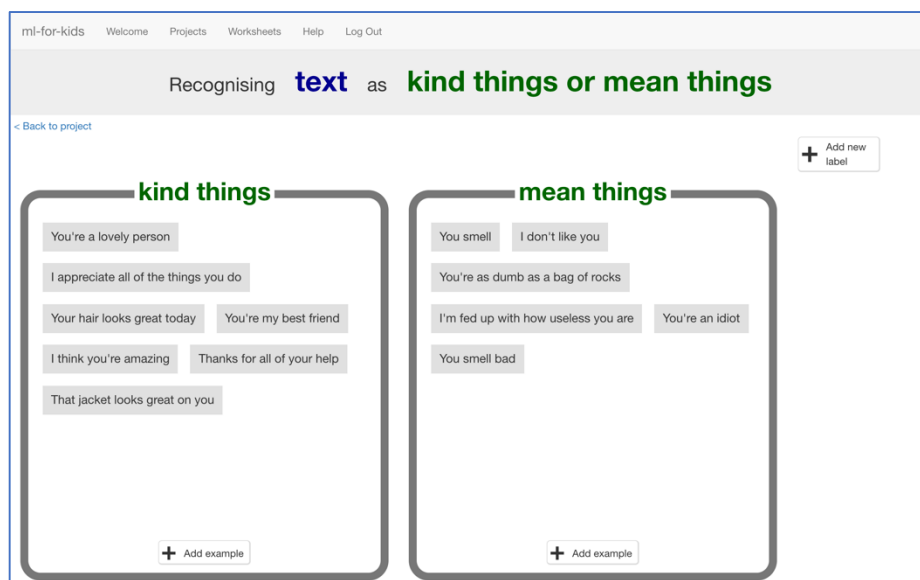 ml-for-kids Welcome Projects Worksheets Help Log Out
Recognising text as kind things or mean things
< Back to project
+ Add new
label
kind things
You're a lovely person
I appreciate all of the things you do
Your hair looks great today You're my best friend
I think you're amazing Thanks for all of your help
That jacket looks great on you
+ Add example
mean things
You smell I don't like you
You're as dumb as a bag of rocks
I'm fed up with how useless you are You're an idiot
You smell bad
+ Add example